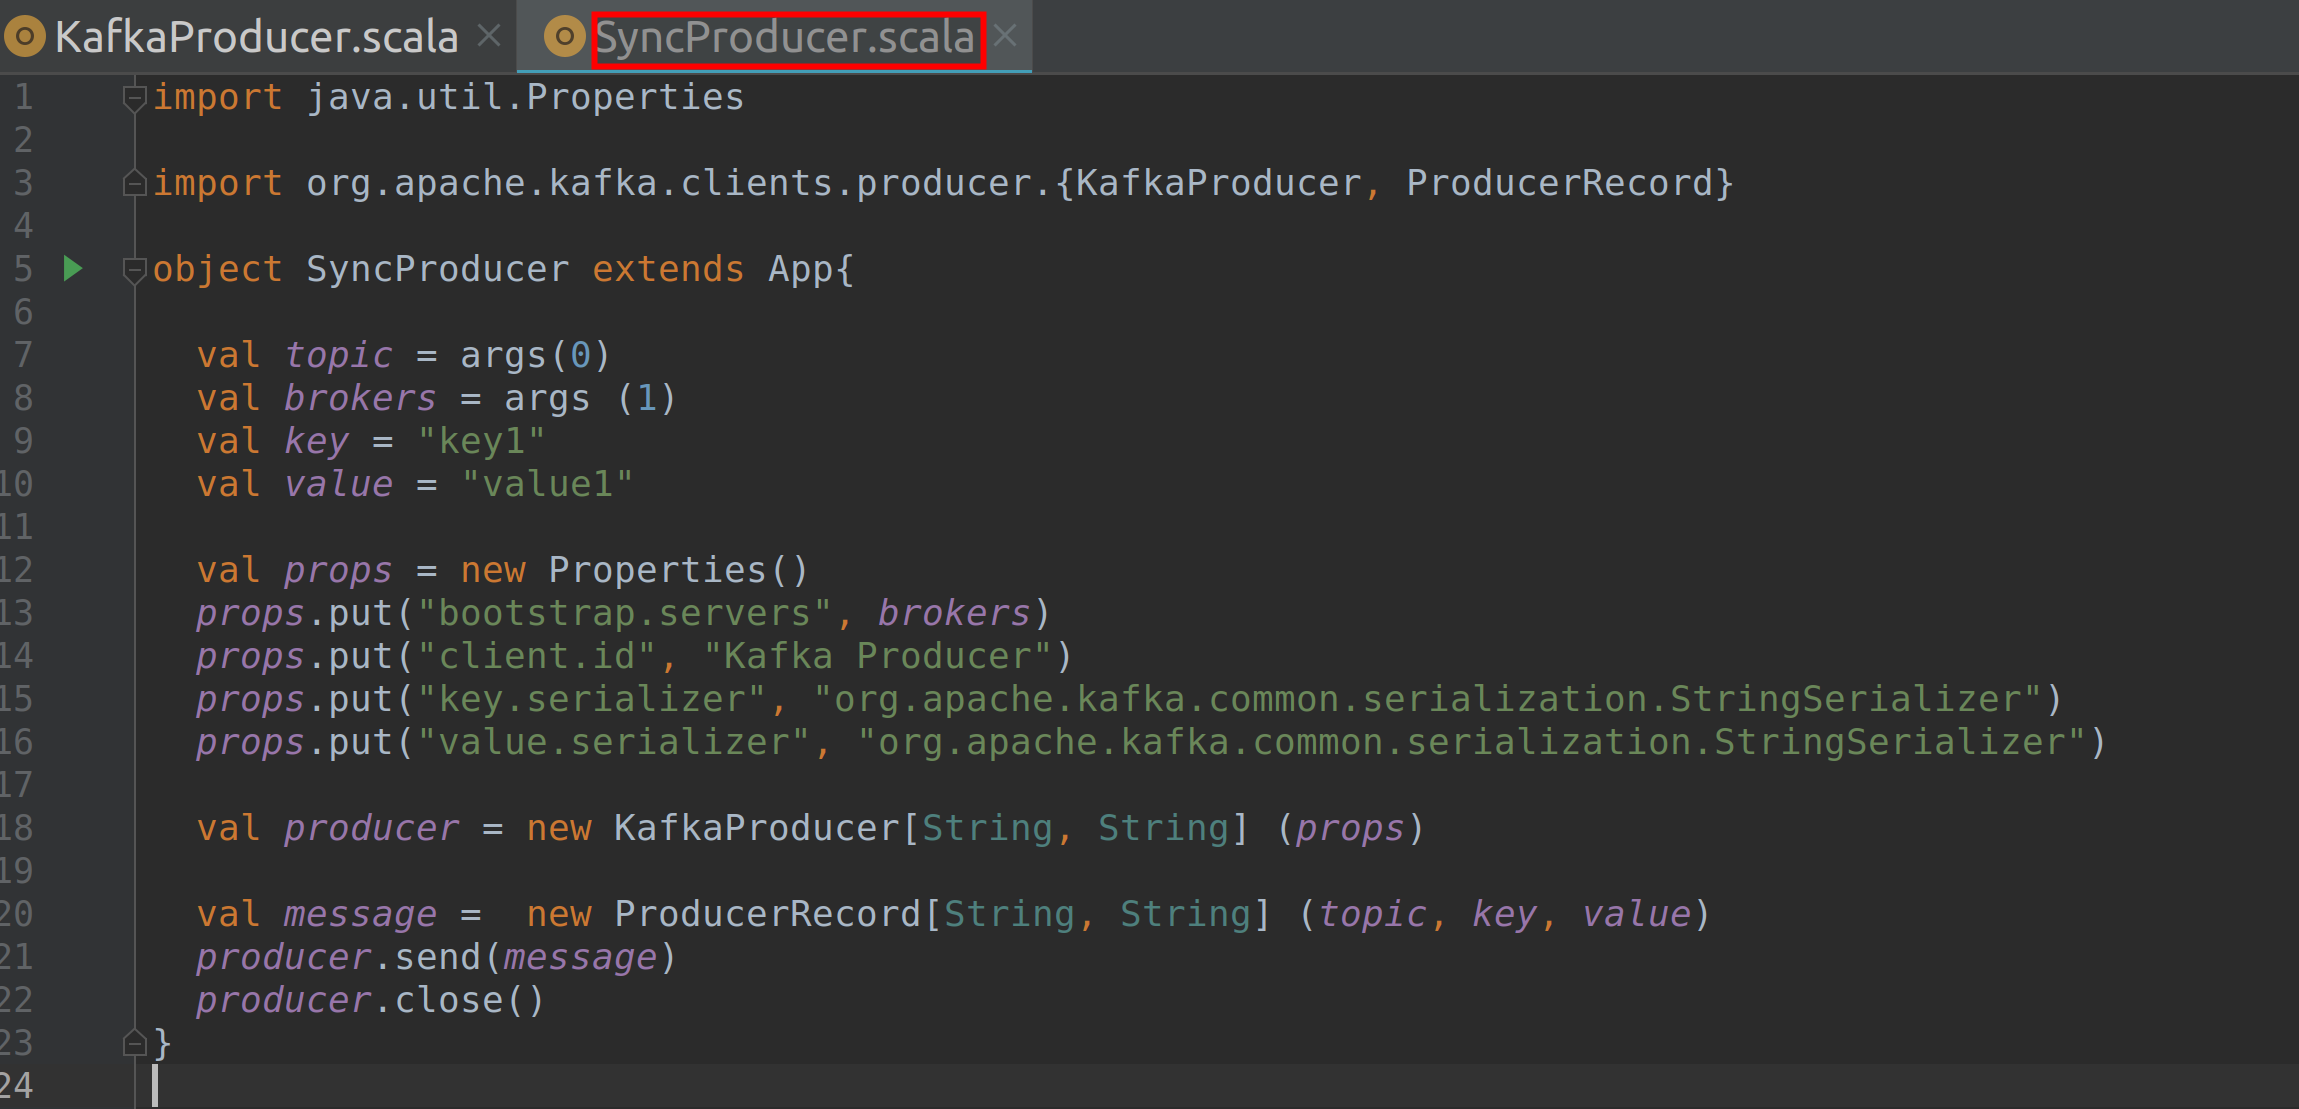 KafkaProducer.scala SyncProducer.scala
1 import java.util.Properties
2
3 import org.apache.kafka.clients.producer.{KafkaProducer, ProducerRecord}
4
5 object SyncProducer extends App{
6
7   val topic = args(0)
8   val brokers = args (1)
9   val key = "key1"
10   val value = "value1"
11
12   val props = new Properties()
13   props.put("bootstrap.servers", brokers)
14   props.put("client.id", "Kafka Producer")
15   props.put("key.serializer", "org.apache.kafka.common.serialization.StringSerializer")
16   props.put("value.serializer", "org.apache.kafka.common.serialization.StringSerializer")
17
18   val producer = new KafkaProducer[String, String] (props)
19
20   val message =  new ProducerRecord[String, String] (topic, key, value)
21   producer.send(message)
22   producer.close()
23 }
24